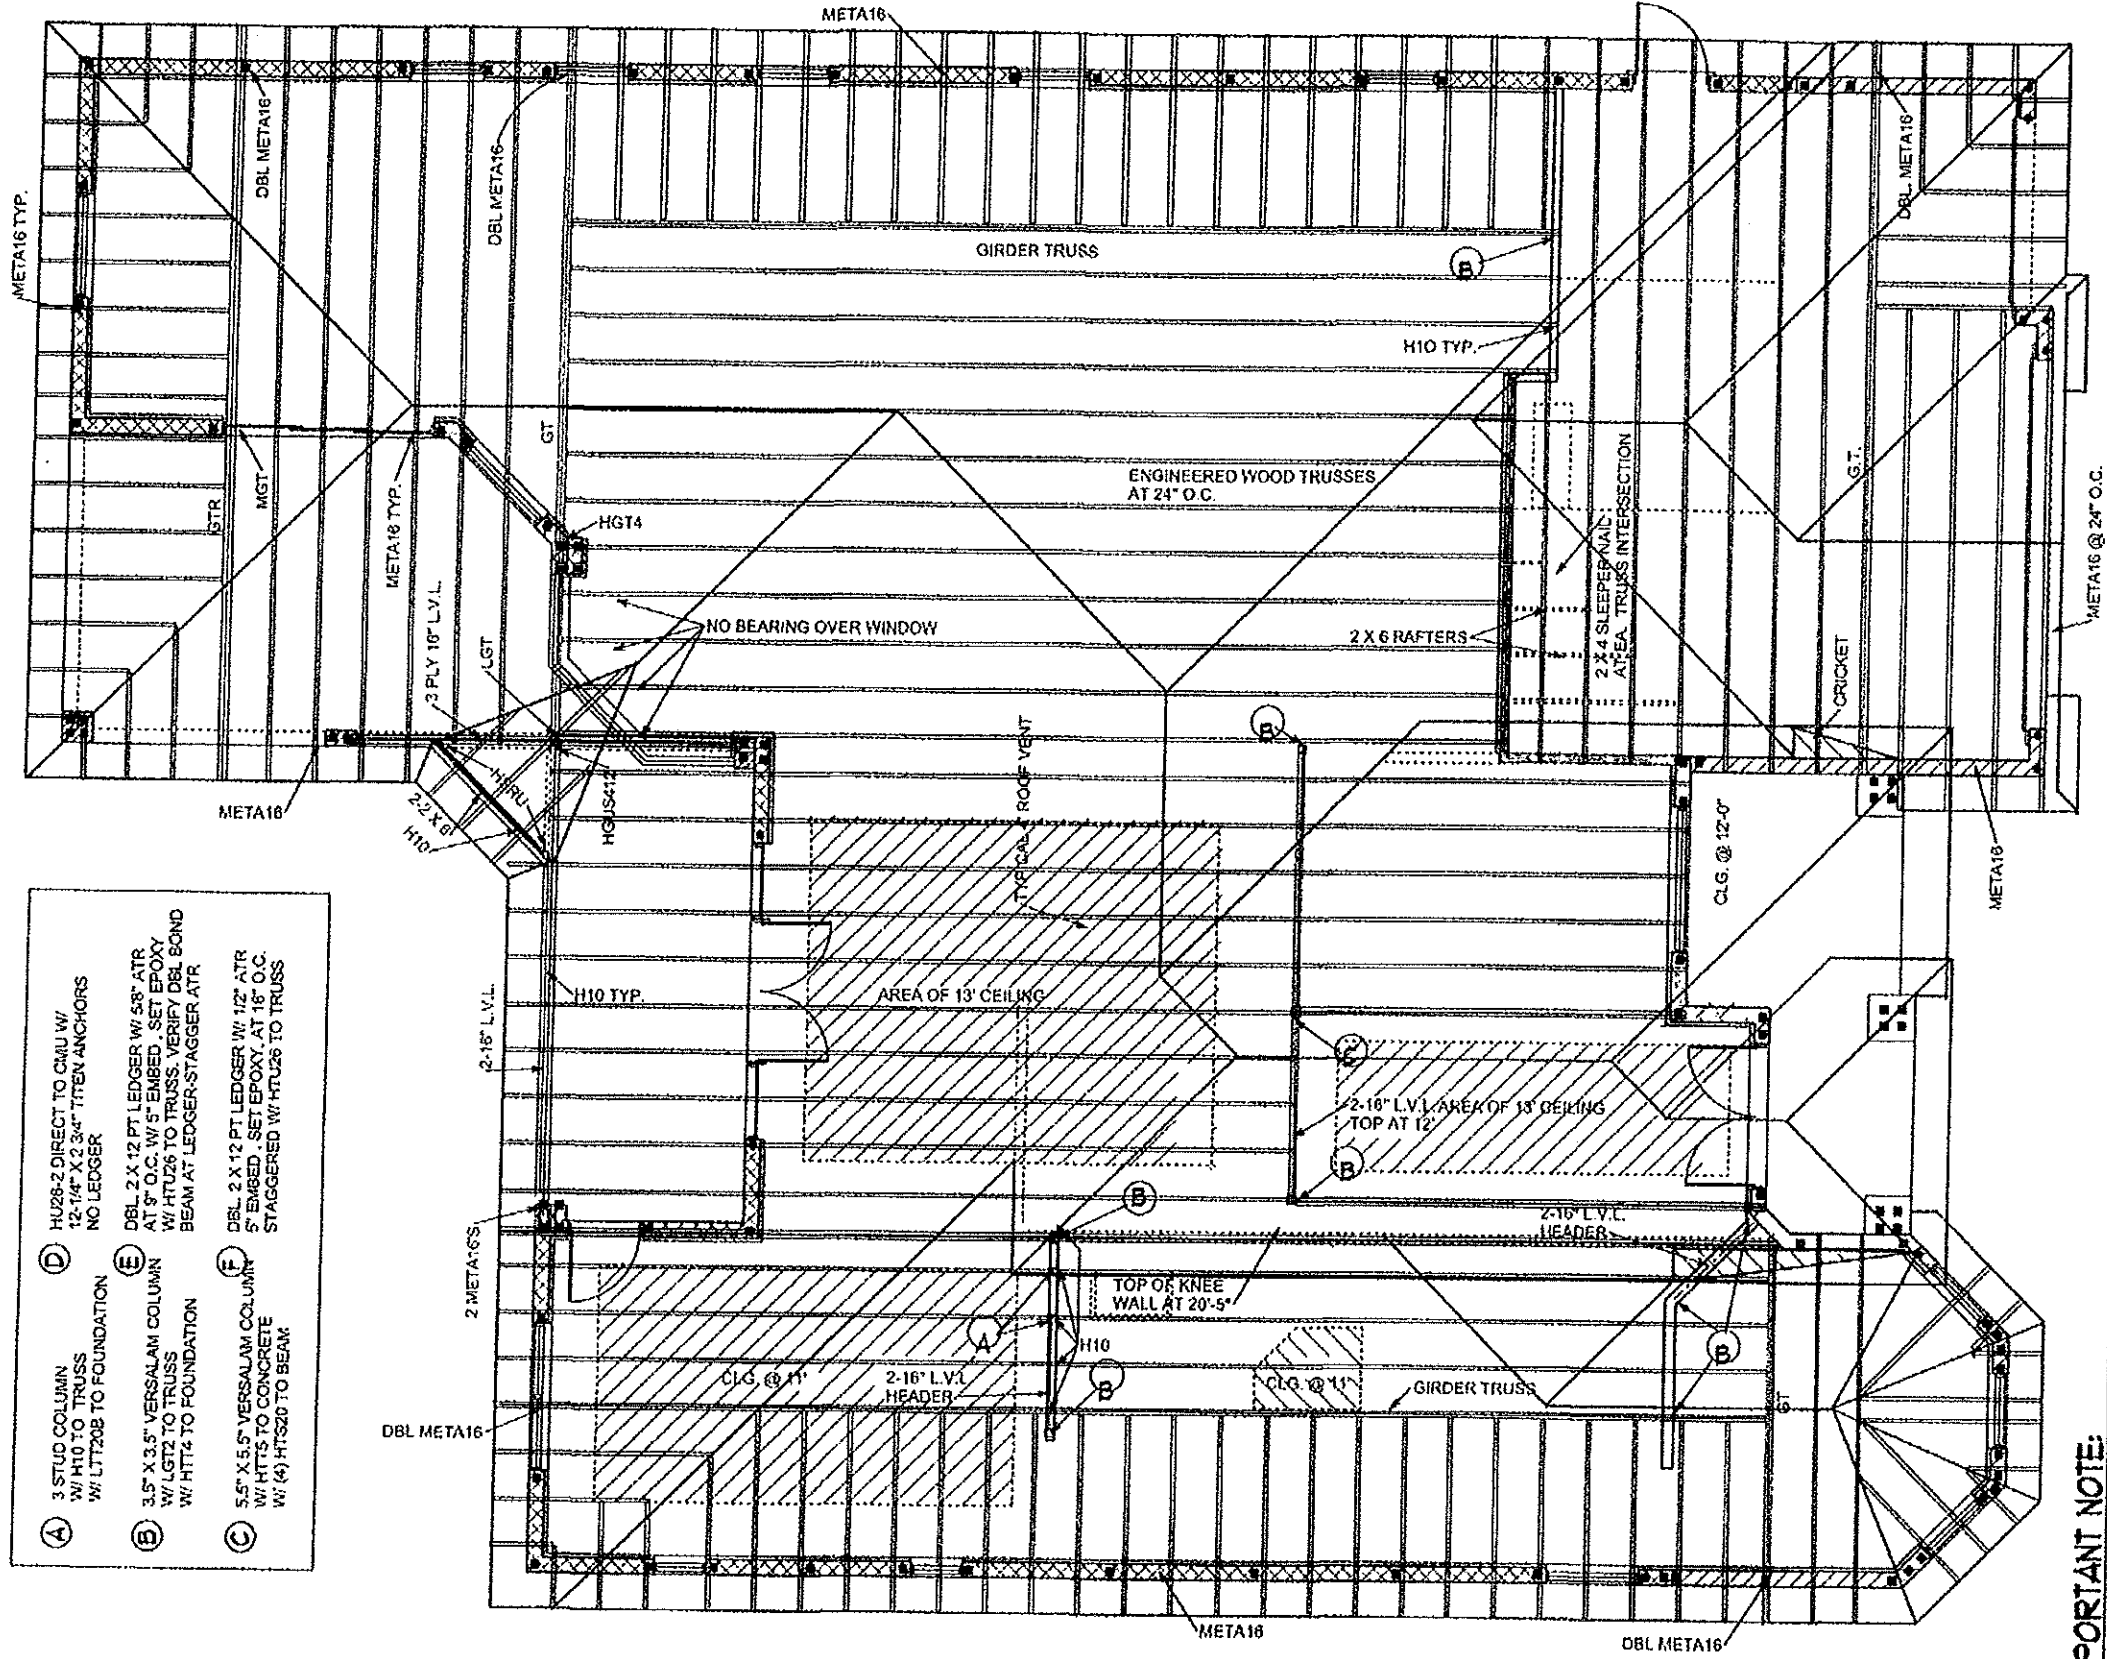 META16
META16 TYP.
DBL META16
DBL META16
DBL META16
GIRDER TRUSS
B
H10 TYP.
GT
ENGINEERED WOOD TRUSSES
AT 24" O.C.
MGT
GTR
META16 TYP.
HGT4
G.T.
META16 @ 24" O.C.
2 X 4 SLEEPER NAIL
AT EA. TRUSS INTERSECTION
3 PLY 16" L.V.L.
NO BEARING OVER WINDOW
2 X 6 RAFTERS
LGT
CRICKET
B
TYPICAL ROOF VENT
META16
2-2 X 8
H10
HGUS412
CLG. @ 12'-0"
META16
2-16" L.V.L.
H10 TYP.
AREA OF 13' CEILING
C
2-16" L.V.L.
TOP AT 12'
AREA OF 13' CEILING
B
B
2-16" L.V.L.
HEADER
2 META16'S
TOP OF KNEE
WALL AT 20'-5"
A
H10
B
B
CLG. @ 11'
2-16" L.V.L.
HEADER
CLG. @ 11'
GIRDER TRUSS
GT
DBL META16
META16
DBL META16
A
3 STUD COLUMN
W/ H10 TO TRUSS
W/ LTT20B TO FOUNDATION
B
3.5" X 3.5" VERSALAM COLUMN
W/ LGT2 TO TRUSS
W/ HTT4 TO FOUNDATION
C
5.5" X 5.5" VERSALAM COLUMN
W/ HTT5 TO CONCRETE
W/ (4) HTS20 TO BEAM
D
HU26-2 DIRECT TO CMU W/
12-1/4" X 2 3/4" TITEN ANCHORS
NO LEDGER
E
DBL. 2 X 12 PT LEDGER W/ 5/8" ATR
AT 9" O.C. W/ 5" EMBED., SET EPOXY
W/ HTU26 TO TRUSS. VERIFY DBL BOND
BEAM AT LEDGER-STAGGER ATR
F
DBL. 2 X 12 PT LEDGER W/ 1/2" ATR
5" EMBED., SET EPOXY, AT 16" O.C.
STAGGERED W/ HTU26 TO TRUSS
PORTANT NOTE: